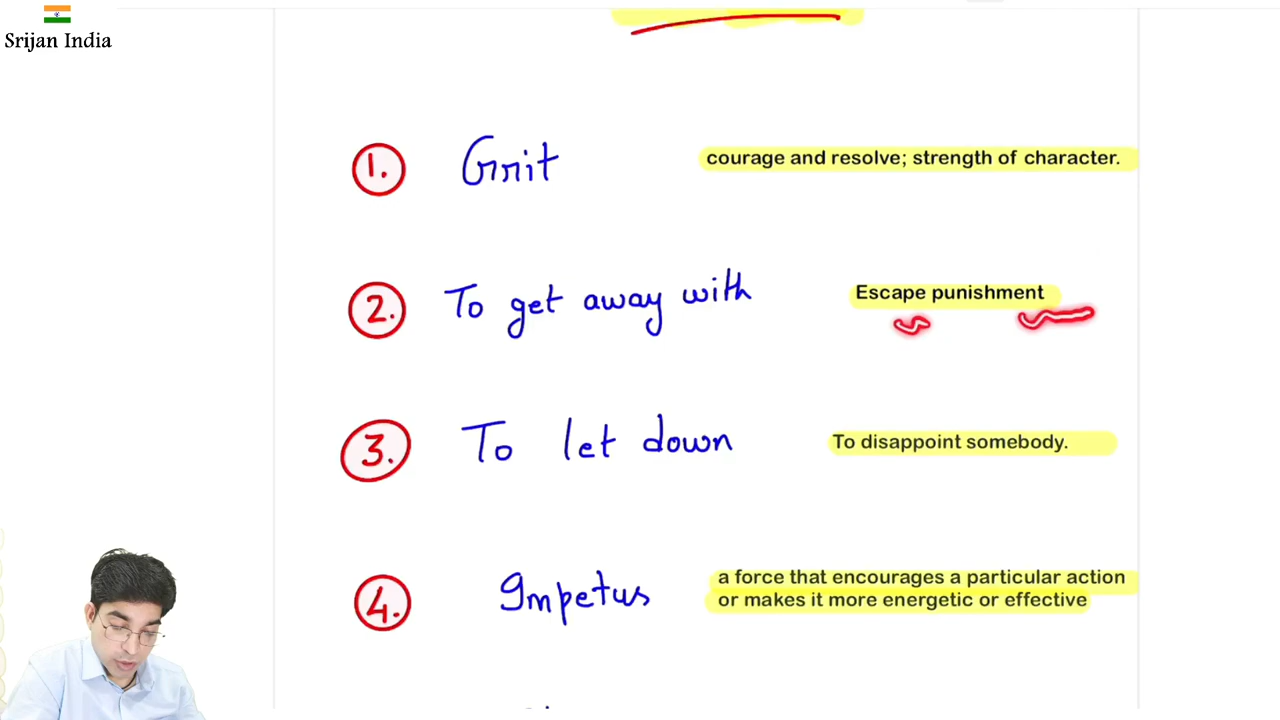 Srijan India
1. Grit courage and resolve; strength of character.
2. To get away with Escape punishment
3. To let down To disappoint somebody.
4. Impetus a force that encourages a particular action
or makes it more energetic or effective